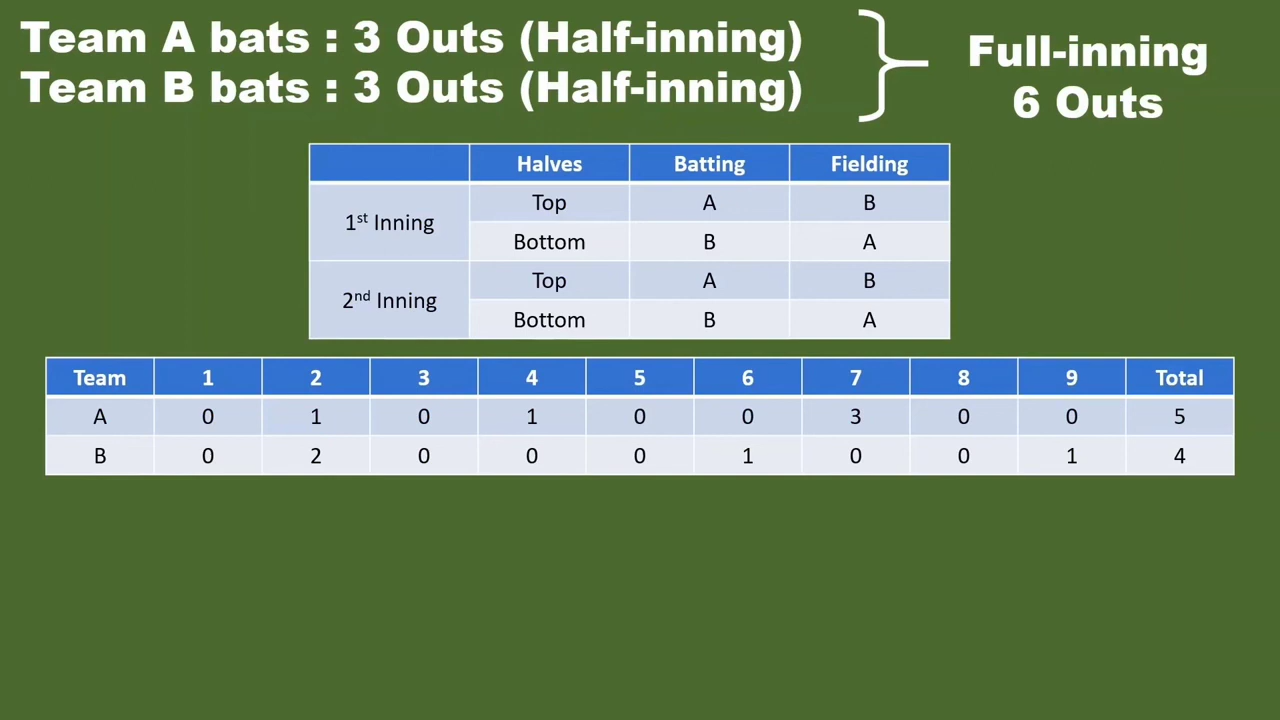 Team A bats : 3 Outs (Half-inning)
Team B bats : 3 Outs (Half-inning)
Full-inning
6 Outs
Halves Batting Fielding
1st Inning Top A B
Bottom B A
2nd Inning Top A B
Bottom B A
Team 1 2 3 4 5 6 7 8 9 Total
A 0 1 0 1 0 0 3 0 0 5
B 0 2 0 0 0 1 0 0 1 4